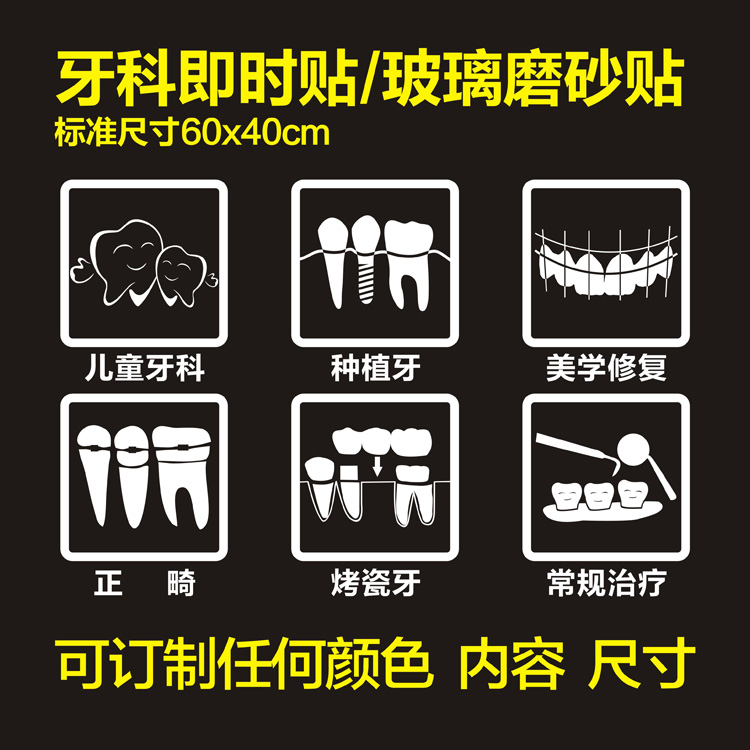 牙科即时贴/玻璃磨砂贴
标准尺寸60x40cm
儿童牙科 种植牙 美学修复
正 畸 烤瓷牙 常规治疗
可订制任何颜色 内容 尺寸